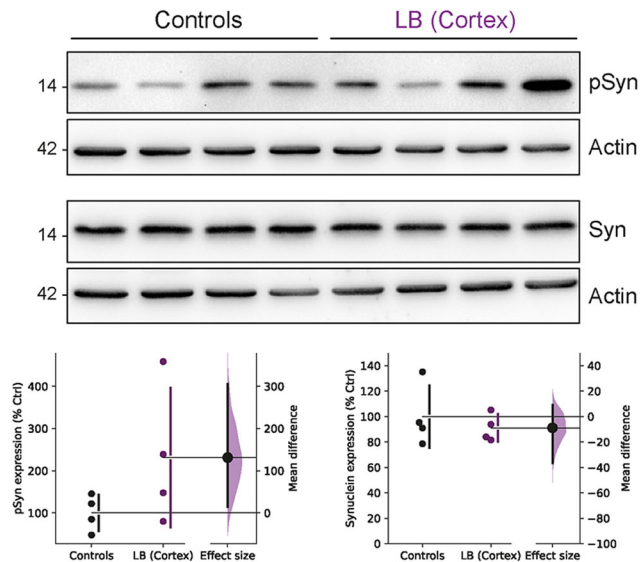 Controls LB (Cortex)
14 pSyn
42 Actin
14 Syn
42 Actin
pSyn expression (% Ctrl)
400
300
200
100
300
200
100
0
Mean difference
Controls LB (Cortex) Effect size
Synuclein expression (% Ctrl)
140
120
100
80
60
40
20
0
40
20
0
−20
−40
−60
−80
−100
Mean difference
Controls LB (Cortex) Effect size